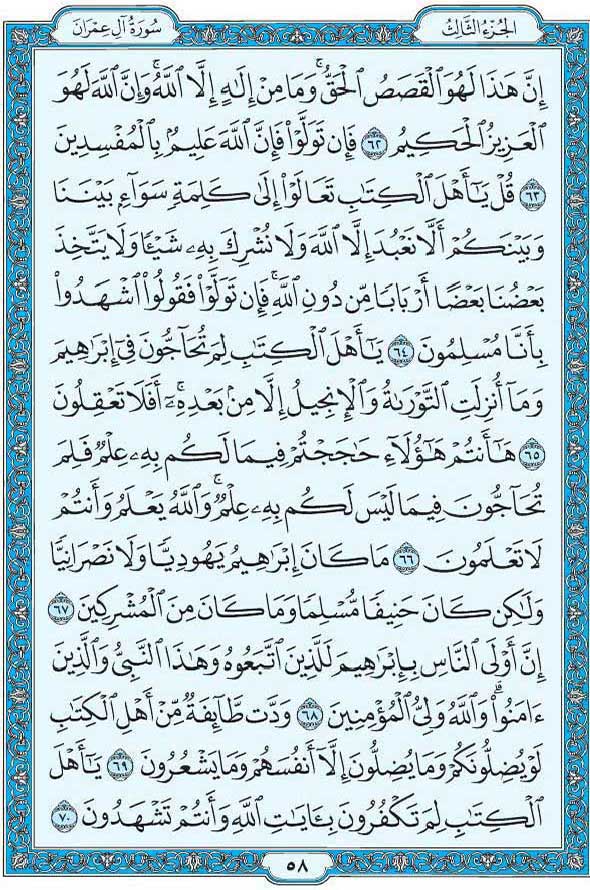 الجزء الثالث
سورة آل عمران
إِنَّ هَٰذَا لَهُوَ ٱلْقَصَصُ ٱلْحَقُّ ۚ وَمَا مِنْ إِلَٰهٍ إِلَّا ٱللَّهُ ۚ وَإِنَّ ٱللَّهَ لَهُوَ
ٱلْعَزِيزُ ٱلْحَكِيمُ ٦٢ فَإِن تَوَلَّوْا۟ فَإِنَّ ٱللَّهَ عَلِيمٌۢ بِٱلْمُفْسِدِينَ
٦٣ قُلْ يَٰٓأَهْلَ ٱلْكِتَٰبِ تَعَالَوْا۟ إِلَىٰ كَلِمَةٍ سَوَآءٍۭ بَيْنَنَا
وَبَيْنَكُمْ أَلَّا نَعْبُدَ إِلَّا ٱللَّهَ وَلَا نُشْرِكَ بِهِۦ شَيْـًٔا وَلَا يَتَّخِذَ
بَعْضُنَا بَعْضًا أَرْبَابًا مِّن دُونِ ٱللَّهِ ۚ فَإِن تَوَلَّوْا۟ فَقُولُوا۟ ٱشْهَدُوا۟
بِأَنَّا مُسْلِمُونَ ٦٤ يَٰٓأَهْلَ ٱلْكِتَٰبِ لِمَ تُحَآجُّونَ فِىٓ إِبْرَٰهِيمَ
وَمَآ أُنزِلَتِ ٱلتَّوْرَىٰةُ وَٱلْإِنجِيلُ إِلَّا مِنۢ بَعْدِهِۦٓ ۚ أَفَلَا تَعْقِلُونَ
٦٥ هَٰٓأَنتُمْ هَٰٓؤُلَآءِ حَٰجَجْتُمْ فِيمَا لَكُم بِهِۦ عِلْمٌ فَلِمَ
تُحَآجُّونَ فِيمَا لَيْسَ لَكُم بِهِۦ عِلْمٌ ۚ وَٱللَّهُ يَعْلَمُ وَأَنتُمْ
لَا تَعْلَمُونَ ٦٦ مَا كَانَ إِبْرَٰهِيمُ يَهُودِيًّا وَلَا نَصْرَانِيًّا
وَلَٰكِن كَانَ حَنِيفًا مُّسْلِمًا وَمَا كَانَ مِنَ ٱلْمُشْرِكِينَ ٦٧
إِنَّ أَوْلَى ٱلنَّاسِ بِإِبْرَٰهِيمَ لَلَّذِينَ ٱتَّبَعُوهُ وَهَٰذَا ٱلنَّبِىُّ وَٱلَّذِينَ
ءَامَنُوا۟ ۗ وَٱللَّهُ وَلِىُّ ٱلْمُؤْمِنِينَ ٦٨ وَدَّت طَّآئِفَةٌ مِّنْ أَهْلِ ٱلْكِتَٰبِ
لَوْ يُضِلُّونَكُمْ وَمَا يُضِلُّونَ إِلَّآ أَنفُسَهُمْ وَمَا يَشْعُرُونَ ٦٩ يَٰٓأَهْلَ
ٱلْكِتَٰبِ لِمَ تَكْفُرُونَ بِـَٔايَٰتِ ٱللَّهِ وَأَنتُمْ تَشْهَدُونَ ٧٠
٥٨